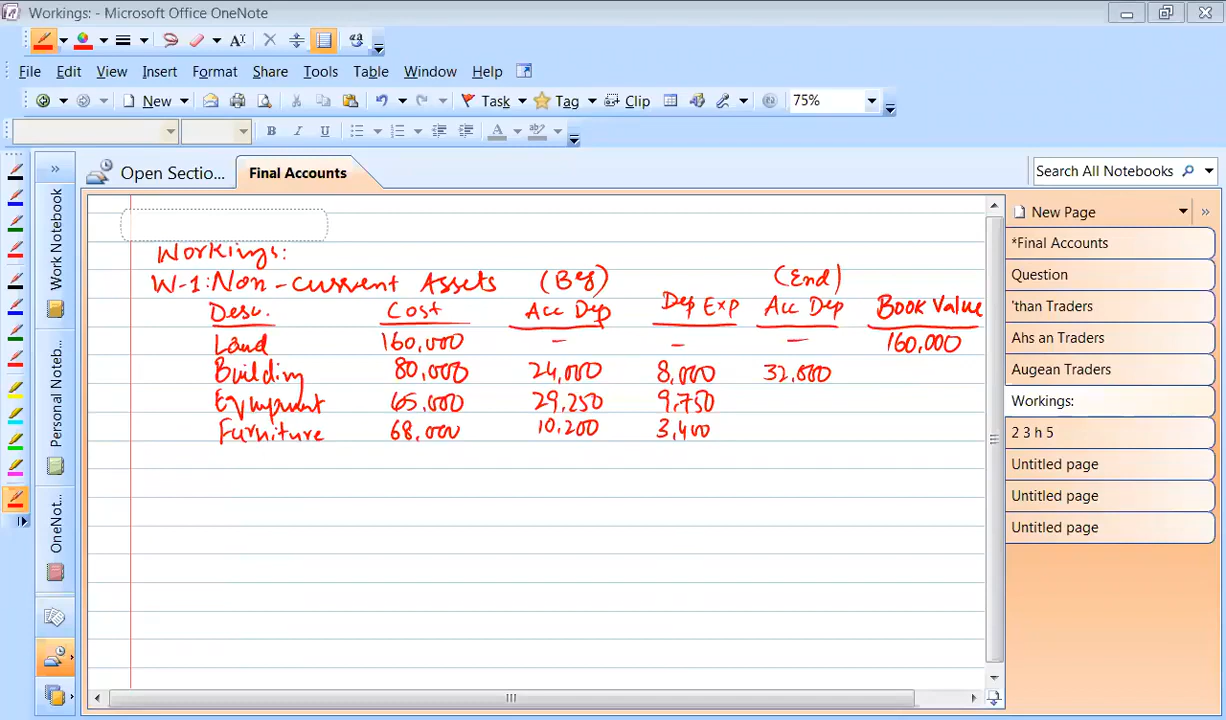 Workings: - Microsoft Office OneNote
File Edit View Insert Format Share Tools Table Window Help
New Task Tag Clip 75%
B I U A ab
Open Sectio... Final Accounts Search All Notebooks
New Page
*Final Accounts
Question
'than Traders
Ahs an Traders
Augean Traders
Workings:
2 3 h 5
Untitled page
Untitled page
Untitled page
Work Notebook
Personal Noteb...
OneNot...
Workings:
W-1: Non-Current Assets (Beg) (End)
Desc. Cost Acc Dep Dep Exp Acc Dep Book Value
Land 160,000 - - - 160,000
Building 80,000 24,000 8,000 32,000
Equipment 65,000 29,250 9,750
Furniture 68,000 10,200 3,400